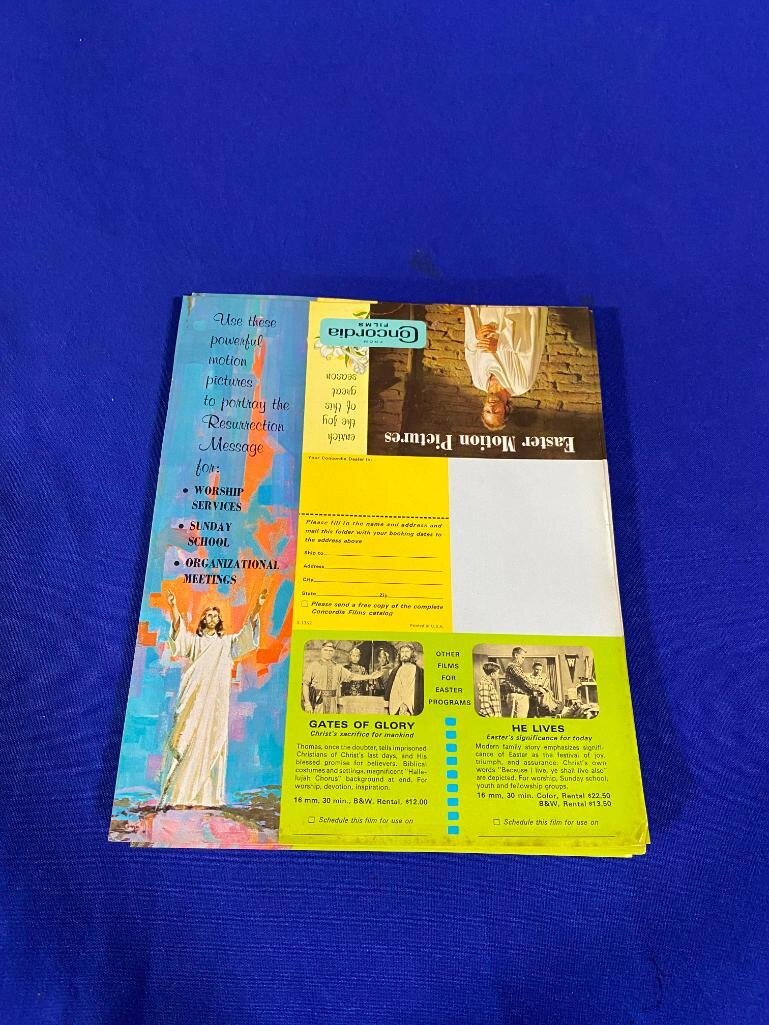 Use these
powerful
motion
pictures
to portray the
Resurrection
Message
for:
• WORSHIP
SERVICES
• SUNDAY
SCHOOL
• ORGANIZATIONAL
MEETINGS
Easter Motion Pictures
enrich
the joy
of this
great
season
FROM
Concordia
FILMS
Your Concordia Dealer is:
Please fill in the name and address and
mail this folder with your booking dates to
the address above
Ship to
Address
City
State Zip
☐ Please send a free copy of the complete
Concordia Films catalog
Printed in U.S.A.
OTHER
FILMS
FOR
EASTER
PROGRAMS
GATES OF GLORY
Christ's sacrifice for mankind
Thomas, once the doubter, tells imprisoned
Christians of Christ's last days, and His
blessed promise for believers. Biblical
costumes and settings, magnificent "Halle-
lujah Chorus" background at end. For
worship, devotion, inspiration.
16 mm, 30 min., B&W, Rental, $12.00
☐ Schedule this film for use on
HE LIVES
Easter's significance for today
Modern family story emphasizes signifi-
cance of Easter as the festival of joy,
triumph, and assurance. Christ's own
words "Because I live, ye shall live also"
are depicted. For worship, Sunday school,
youth and fellowship groups.
16 mm, 30 min. Color, Rental $22.50
B&W, Rental $13.50
☐ Schedule this film for use on